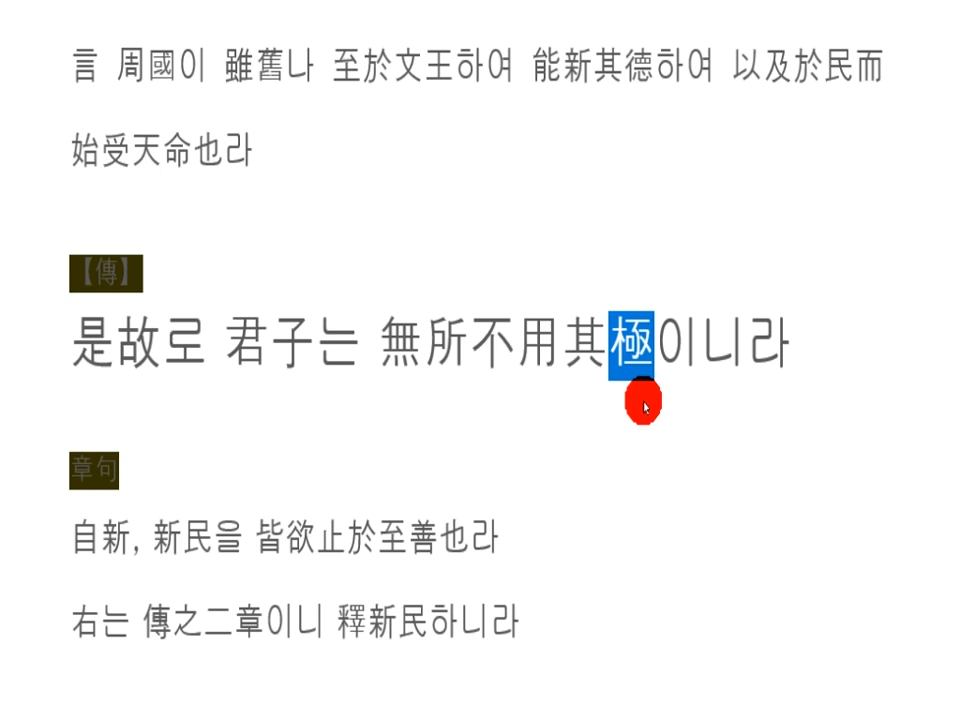 言 周國이 雖舊나 至於文王하여 能新其德하여 以及於民而
始受天命也라
【傳】
是故로 君子는 無所不用其極이니라
章句
自新, 新民을 皆欲止於至善也라
右는 傳之二章이니 釋新民하니라